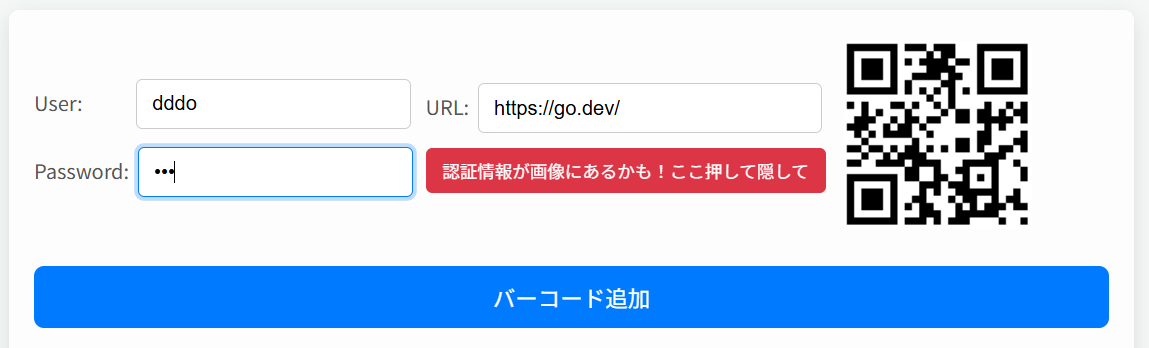 User:
dddo
URL:
https://go.dev/
Password:
•••
認証情報が画像にあるかも！ここ押して隠して
バーコード追加